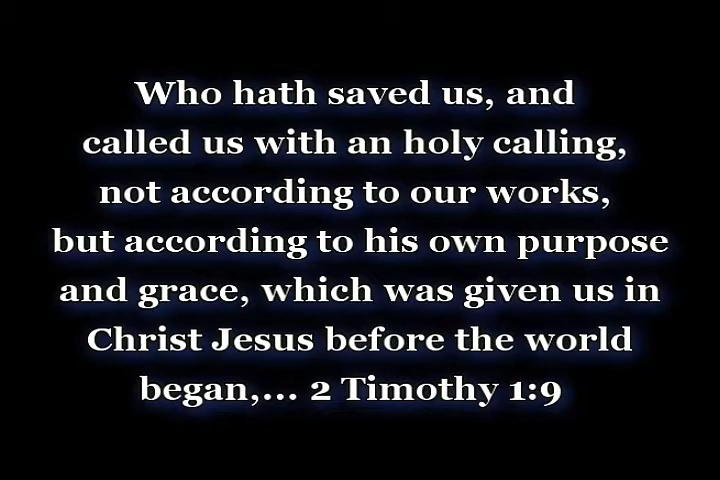 Who hath saved us, and
called us with an holy calling,
not according to our works,
but according to his own purpose
and grace, which was given us in
Christ Jesus before the world
began,... 2 Timothy 1:9